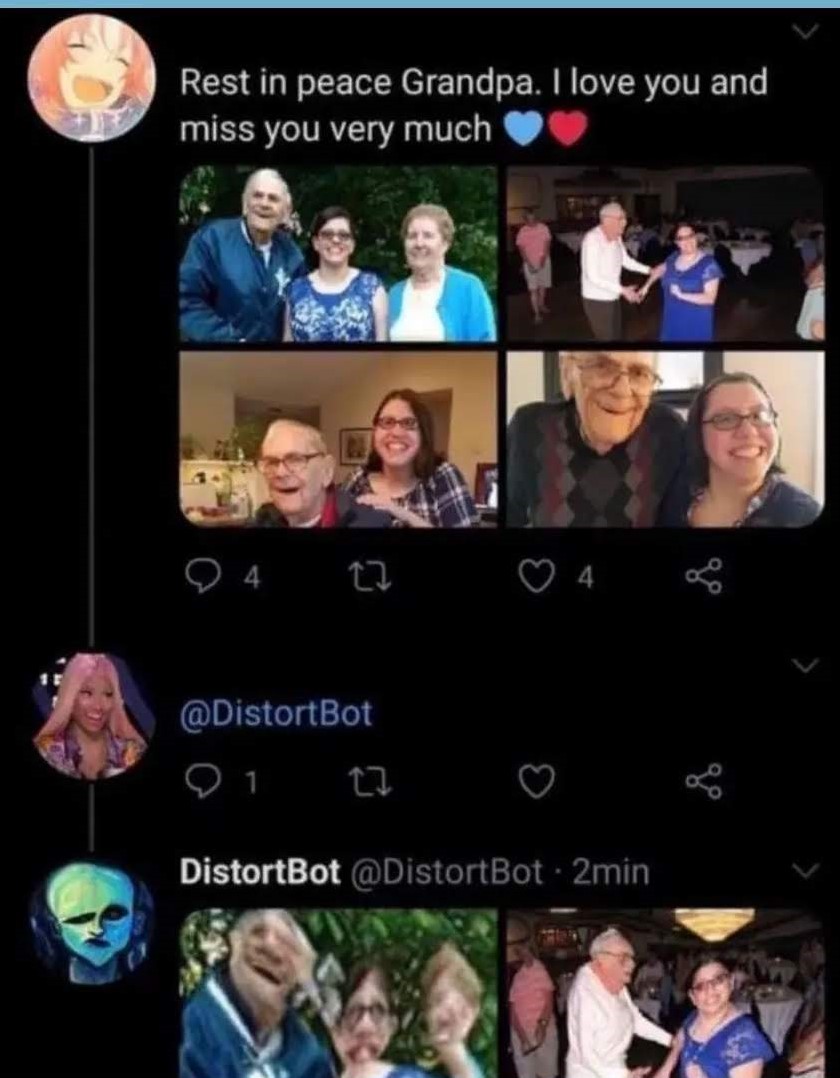 Rest in peace Grandpa. I love you and
miss you very much 💙❤️
4
4
@DistortBot
1
DistortBot @DistortBot · 2min